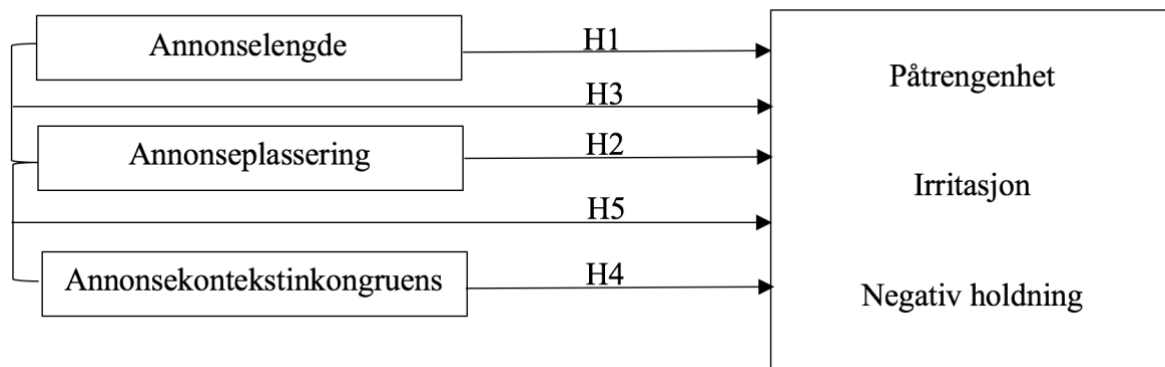 Annonselengde
H1
H3
Annonseplassering
H2
H5
Annonsekontekstinkongruens
H4
Påtrengenhet
Irritasjon
Negativ holdning